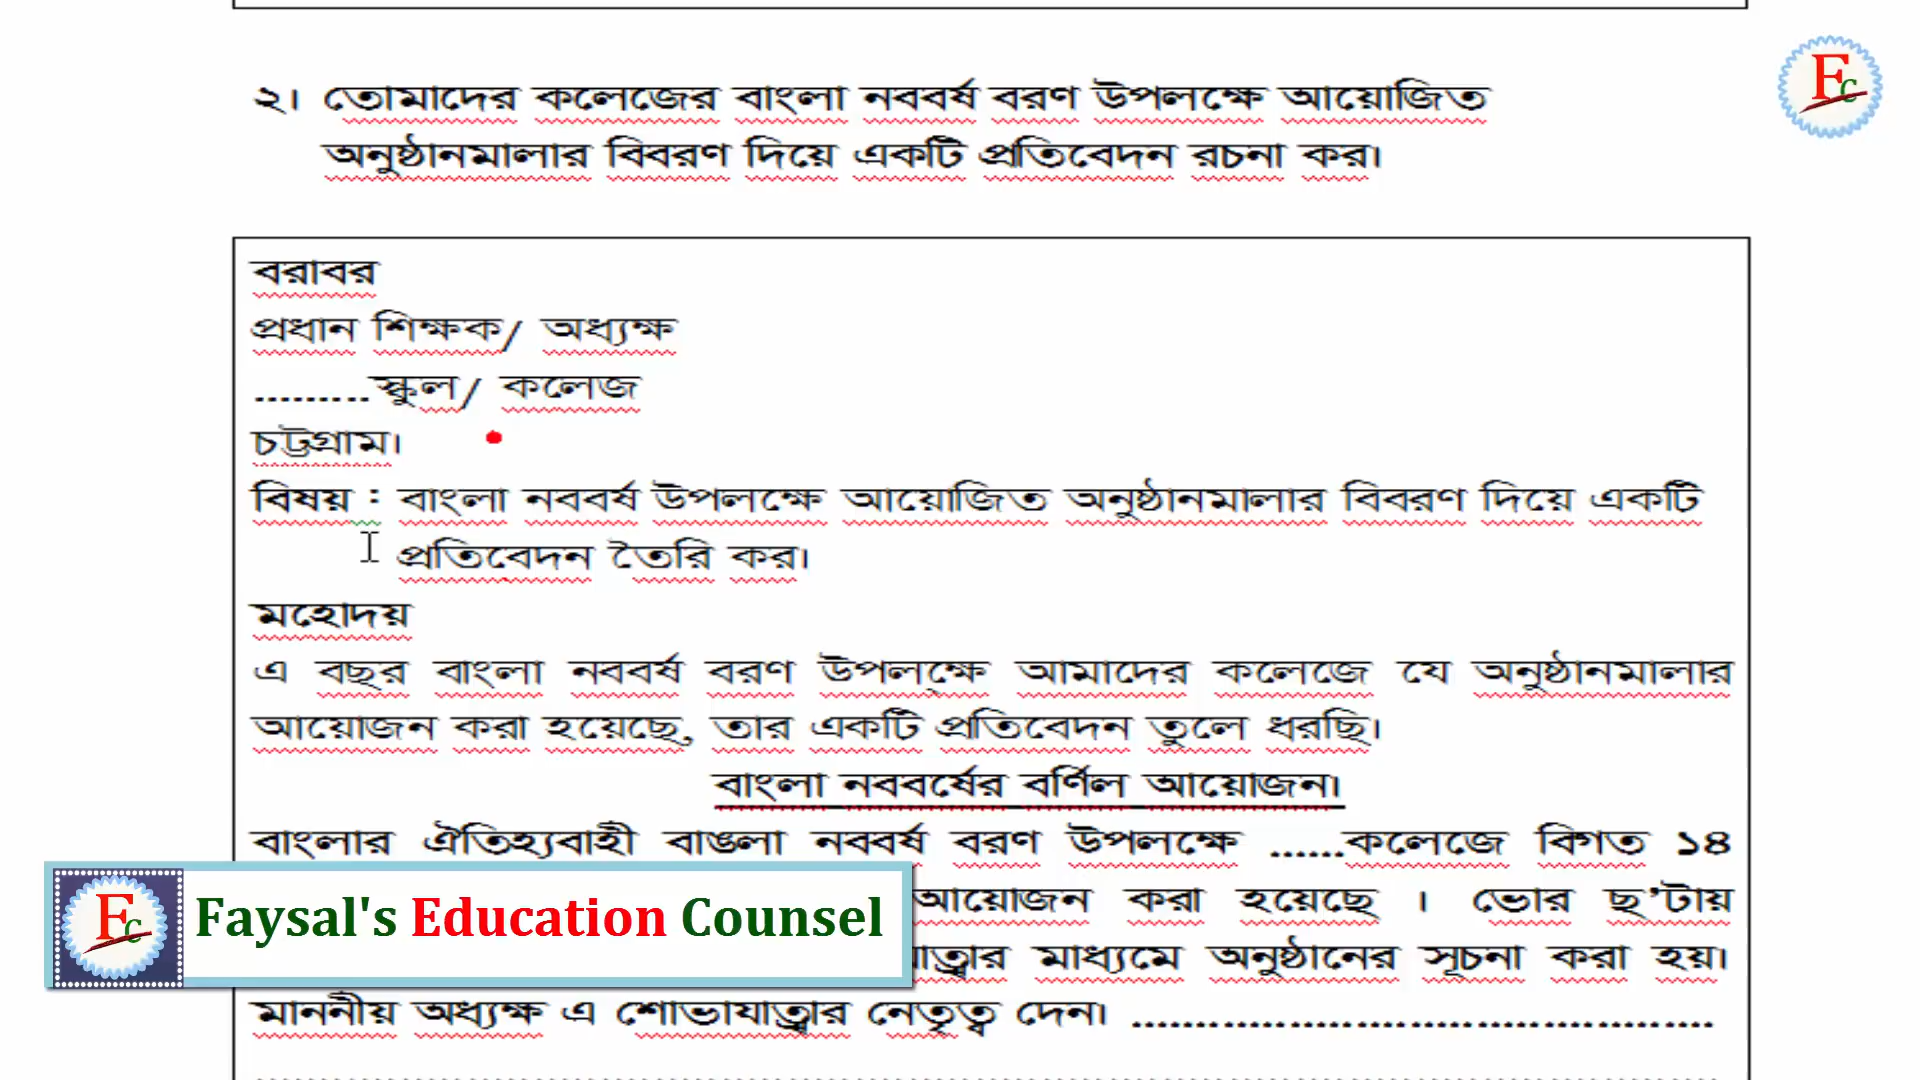 ২। তোমাদের কলেজের বাংলা নববর্ষ বরণ উপলক্ষে আয়োজিত
অনুষ্ঠানমালার বিবরণ দিয়ে একটি প্রতিবেদন রচনা কর।
Fc
বরাবর
প্রধান শিক্ষক/ অধ্যক্ষ
.........স্কুল/ কলেজ
চট্টগ্রাম।
বিষয় : বাংলা নববর্ষ উপলক্ষে আয়োজিত অনুষ্ঠানমালার বিবরণ দিয়ে একটি
প্রতিবেদন তৈরি কর।
মহোদয়
এ বছর বাংলা নববর্ষ বরণ উপলক্ষে আমাদের কলেজে যে অনুষ্ঠানমালার
আয়োজন করা হয়েছে, তার একটি প্রতিবেদন তুলে ধরছি।
বাংলা নববর্ষের বর্ণিল আয়োজন।
বাংলার ঐতিহ্যবাহী বাঙলা নববর্ষ বরণ উপলক্ষে ......কলেজে বিগত ১৪
আয়োজন করা হয়েছে । ভোর ছ'টায়
মাধ্যমে অনুষ্ঠানের সূচনা করা হয়।
মাননীয় অধ্যক্ষ এ শোভাযাত্রার নেতৃত্ব দেন। ..........................................
Fc
Faysal's Education Counsel